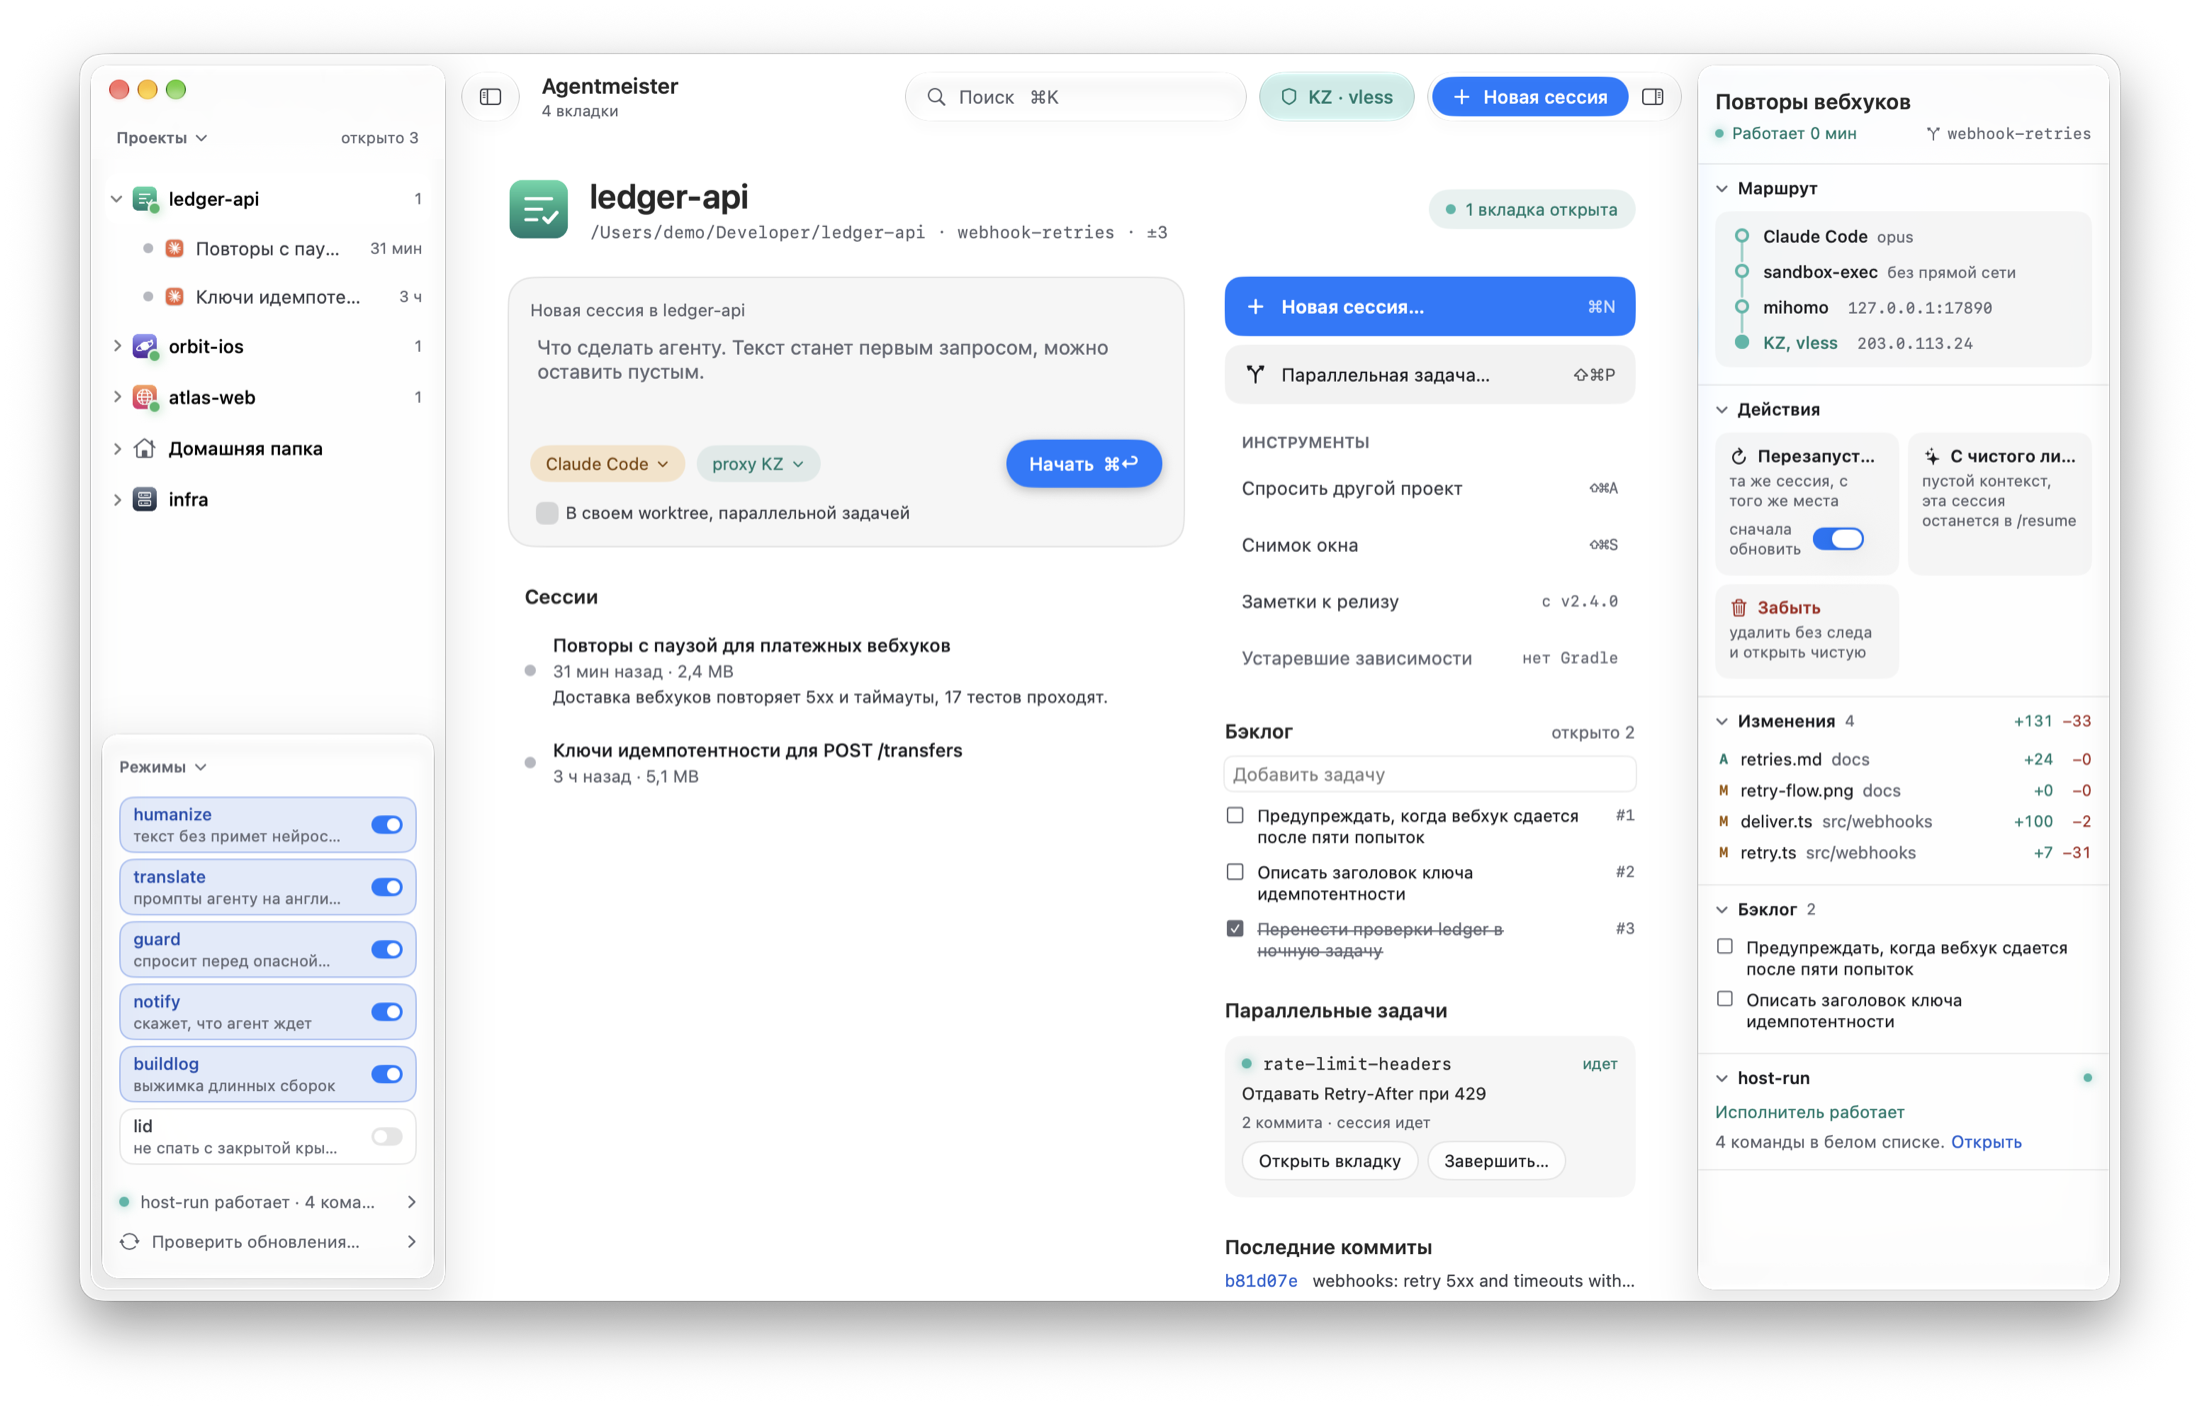 Проекты
открыто 3
ledger-api 1
Повторы с пау... 31 мин
Ключи идемпоте... 3 ч
orbit-ios 1
atlas-web 1
Домашняя папка
infra
Режимы
humanize
текст без примет нейрос...
translate
промпты агенту на англи...
guard
спросит перед опасной...
notify
скажет, что агент ждет
buildlog
выжимка длинных сборок
lid
не спать с закрытой кры...
host-run работает · 4 кома...
Проверить обновления...
Agentmeister
4 вкладки
Поиск ⌘K
KZ · vless
+ Новая сессия
ledger-api
/Users/demo/Developer/ledger-api · webhook-retries · ±3
1 вкладка открыта
Новая сессия в ledger-api
Что сделать агенту. Текст станет первым запросом, можно
оставить пустым.
Claude Code
proxy KZ
Начать ⌘↩
В своем worktree, параллельной задачей
Сессии
Повторы с паузой для платежных вебхуков
31 мин назад · 2,4 MB
Доставка вебхуков повторяет 5xx и таймауты, 17 тестов проходят.
Ключи идемпотентности для POST /transfers
3 ч назад · 5,1 MB
+ Новая сессия... ⌘N
Параллельная задача... ⇧⌘P
ИНСТРУМЕНТЫ
Спросить другой проект ⇧⌘A
Снимок окна ⇧⌘S
Заметки к релизу с v2.4.0
Устаревшие зависимости нет Gradle
Бэклог открыто 2
Добавить задачу
Предупреждать, когда вебхук сдается #1
после пяти попыток
Описать заголовок ключа #2
идемпотентности
Перенести проверки ledger в #3
ночную задачу
Параллельные задачи
rate-limit-headers идет
Отдавать Retry-After при 429
2 коммита · сессия идет
Открыть вкладку
Завершить...
Последние коммиты
b81d07e webhooks: retry 5xx and timeouts with...
Повторы вебхуков
Работает 0 мин webhook-retries
Маршрут
Claude Code opus
sandbox-exec без прямой сети
mihomo 127.0.0.1:17890
KZ, vless 203.0.113.24
Действия
Перезапуст...
та же сессия, с
того же места
сначала
обновить
С чистого ли...
пустой контекст,
эта сессия
останется в /resume
Забыть
удалить без следа
и открыть чистую
Изменения 4 +131 −33
A retries.md docs +24 −0
M retry-flow.png docs +0 −0
M deliver.ts src/webhooks +100 −2
M retry.ts src/webhooks +7 −31
Бэклог 2
Предупреждать, когда вебхук сдается
после пяти попыток
Описать заголовок ключа
идемпотентности
host-run
Исполнитель работает
4 команды в белом списке. Открыть